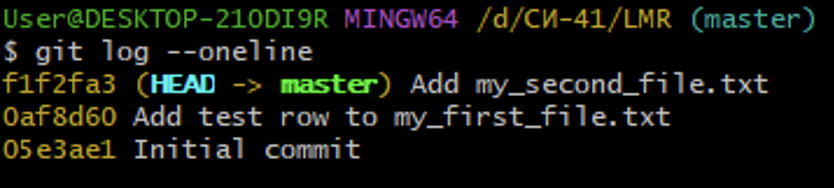 User@DESKTOP-21ODI9R MINGW64 /d/СИ-41/LMR (master)
$ git log --oneline
f1f2fa3 (HEAD -> master) Add my_second_file.txt
0af8d60 Add test row to my_first_file.txt
05e3ae1 Initial commit